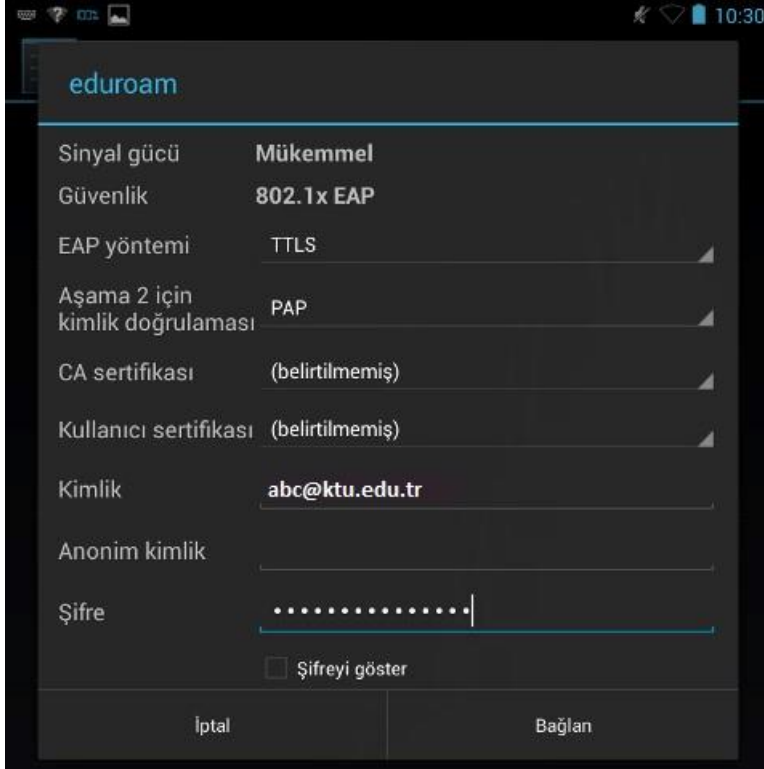 10:30
eduroam
Sinyal gücü Mükemmel
Güvenlik 802.1x EAP
EAP yöntemi TTLS
Aşama 2 için
kimlik doğrulaması PAP
CA sertifikası (belirtilmemiş)
Kullanıcı sertifikası (belirtilmemiş)
Kimlik abc@ktu.edu.tr
Anonim kimlik
Şifre •••••••••••••••
Şifreyi göster
İptal Bağlan